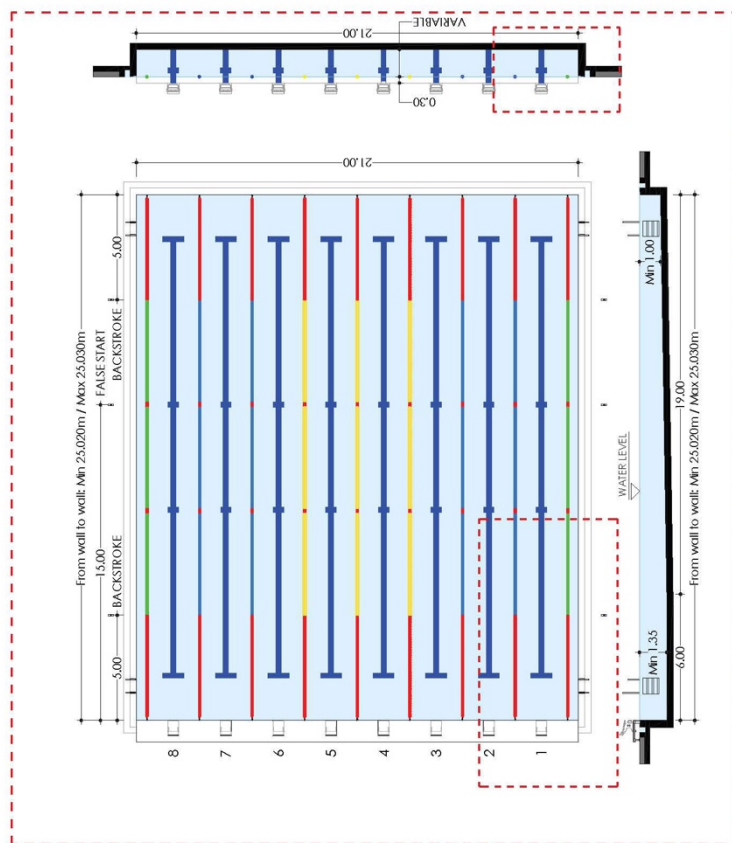 21.00
VARIABLE
0.30
21.00
From wall to wall: Min 25.020m / Max 25.030m
5.00
FALSE START
BACKSTROKE
15.00
BACKSTROKE
5.00
8
7
6
5
4
3
2
1
Min 1.00
19.00
WATER LEVEL
Min 1.35
6.00
From wall to wall: Min 25.020m / Max 25.030m